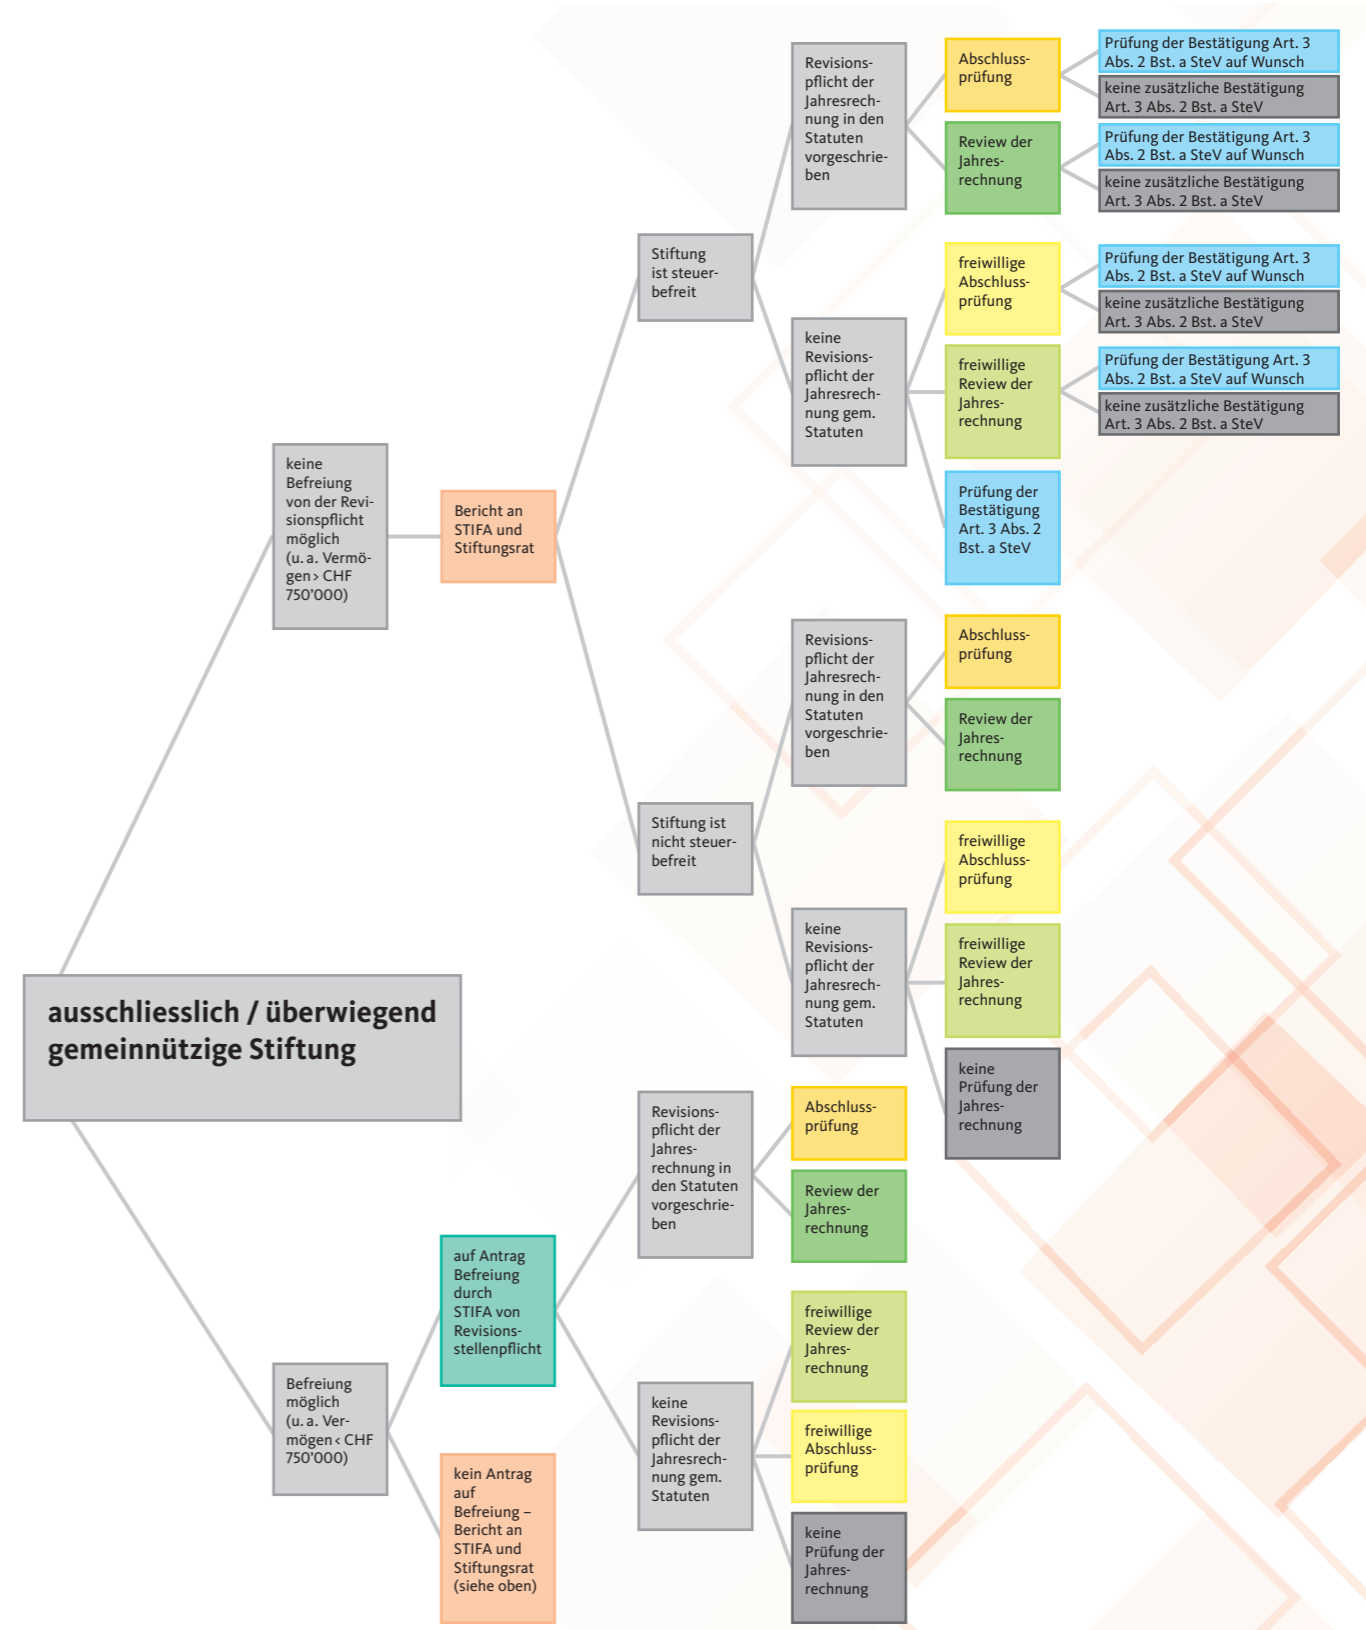 Revisions-
pflicht der
Jahresrech-
nung in den
Statuten
vorgeschrie-
ben
Abschluss-
prüfung
Prüfung der Bestätigung Art. 3
Abs. 2 Bst. a SteV auf Wunsch
keine zusätzliche Bestätigung
Art. 3 Abs. 2 Bst. a SteV
Review der
Jahres-
rechnung
Prüfung der Bestätigung Art. 3
Abs. 2 Bst. a SteV auf Wunsch
keine zusätzliche Bestätigung
Art. 3 Abs. 2 Bst. a SteV
Stiftung
ist steuer-
befreit
freiwillige
Abschluss-
prüfung
Prüfung der Bestätigung Art. 3
Abs. 2 Bst. a SteV auf Wunsch
keine zusätzliche Bestätigung
Art. 3 Abs. 2 Bst. a SteV
keine
Revisions-
pflicht der
Jahresrech-
nung gem.
Statuten
freiwillige
Review der
Jahres-
rechnung
Prüfung der Bestätigung Art. 3
Abs. 2 Bst. a SteV auf Wunsch
keine zusätzliche Bestätigung
Art. 3 Abs. 2 Bst. a SteV
Prüfung der
Bestätigung
Art. 3 Abs. 2
Bst. a SteV
keine
Befreiung
von der Revi-
sionspflicht
möglich
(u. a. Vermö-
gen > CHF
750'000)
Bericht an
STIFA und
Stiftungsrat
Revisions-
pflicht der
Jahresrech-
nung in den
Statuten
vorgeschrie-
ben
Abschluss-
prüfung
Review der
Jahres-
rechnung
Stiftung ist
nicht steuer-
befreit
freiwillige
Abschluss-
prüfung
keine
Revisions-
pflicht der
Jahresrech-
nung gem.
Statuten
freiwillige
Review der
Jahres-
rechnung
keine
Prüfung der
Jahres-
rechnung
ausschliesslich / überwiegend
gemeinnützige Stiftung
Revisions-
pflicht der
Jahres-
rechnung in
den Statuten
vorgeschrie-
ben
Abschluss-
prüfung
Review der
Jahres-
rechnung
auf Antrag
Befreiung
durch
STIFA von
Revisions-
stellenpflicht
freiwillige
Review der
Jahres-
rechnung
Befreiung
möglich
(u. a. Ver-
mögen < CHF
750'000)
keine
Revisions-
pflicht der
Jahresrech-
nung gem.
Statuten
freiwillige
Abschluss-
prüfung
kein Antrag
auf
Befreiung –
Bericht an
STIFA und
Stiftungsrat
(siehe oben)
keine
Prüfung der
Jahres-
rechnung